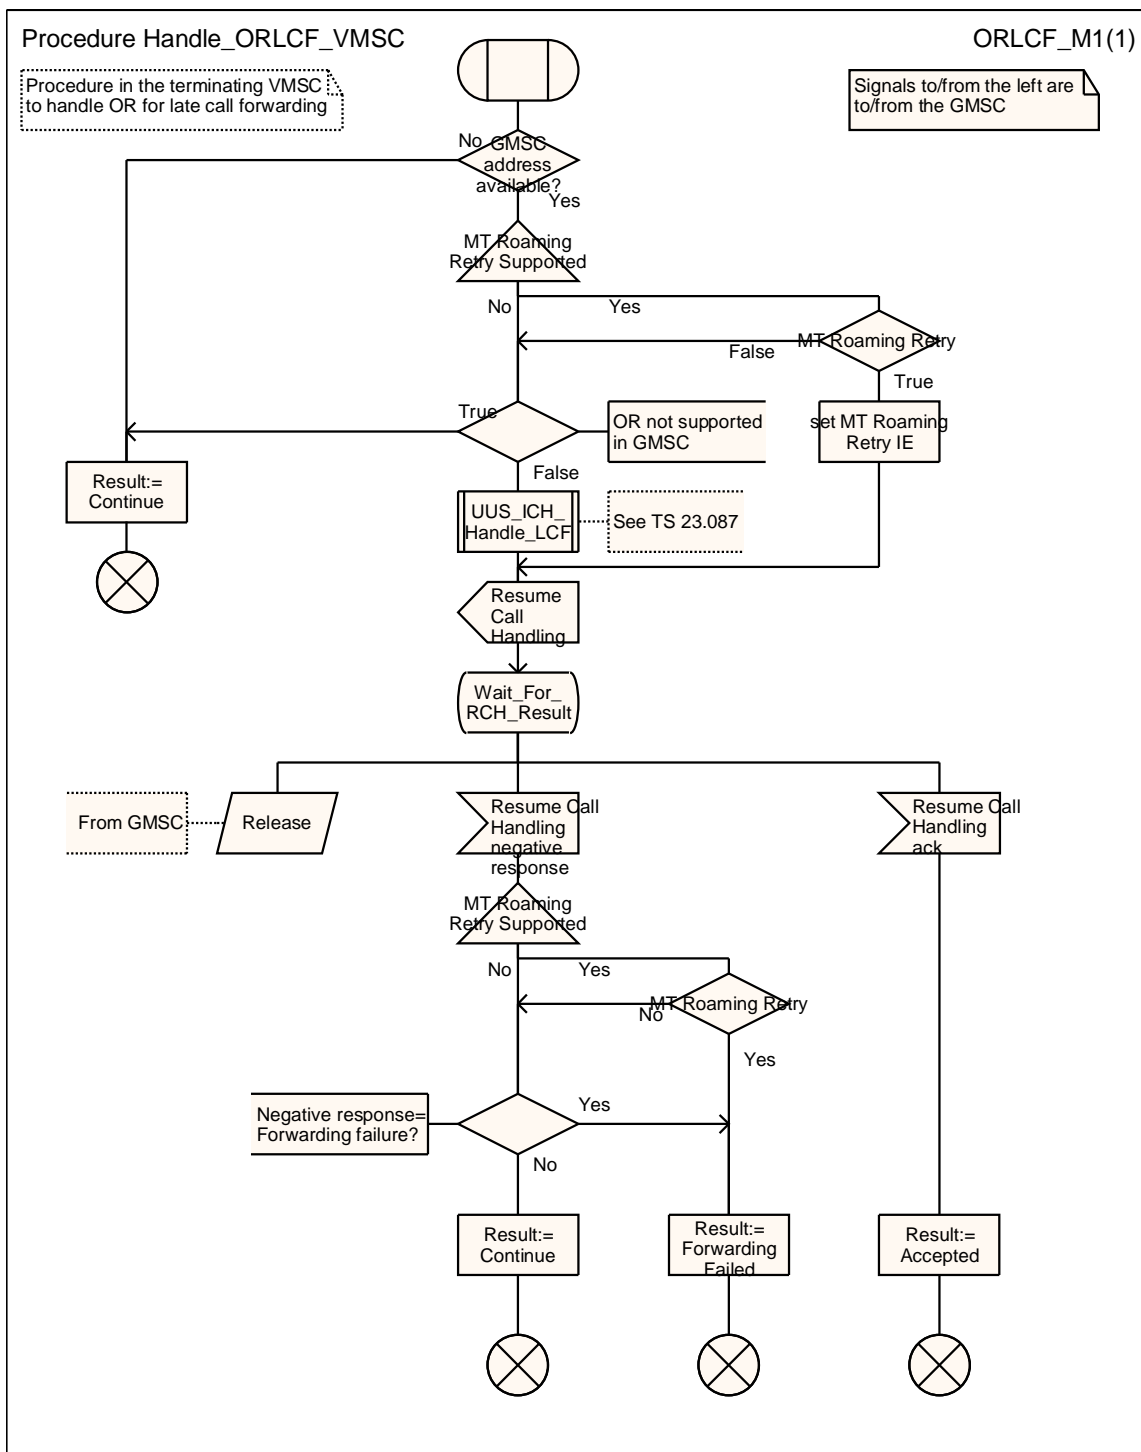 Procedure Handle_ORLCF_VMSC
ORLCF_M1(1)
Procedure in the terminating VMSC
to handle OR for late call forwarding
Signals to/from the left are
to/from the GMSC
No
GMSC
address
available?
Yes
MT Roaming
Retry Supported
No
Yes
MT Roaming Retry
False
True
True
OR not supported
in GMSC
set MT Roaming
Retry IE
False
Result:=
Continue
UUS_ICH_
Handle_LCF
See TS 23.087
Resume
Call
Handling
Wait_For_
RCH_Result
From GMSC
Release
Resume Call
Handling
negative
response
Resume Call
Handling
ack
MT Roaming
Retry Supported
No
Yes
MT Roaming Retry
No
Yes
Negative response=
Forwarding failure?
Yes
No
Result:=
Continue
Result:=
Forwarding
Failed
Result:=
Accepted